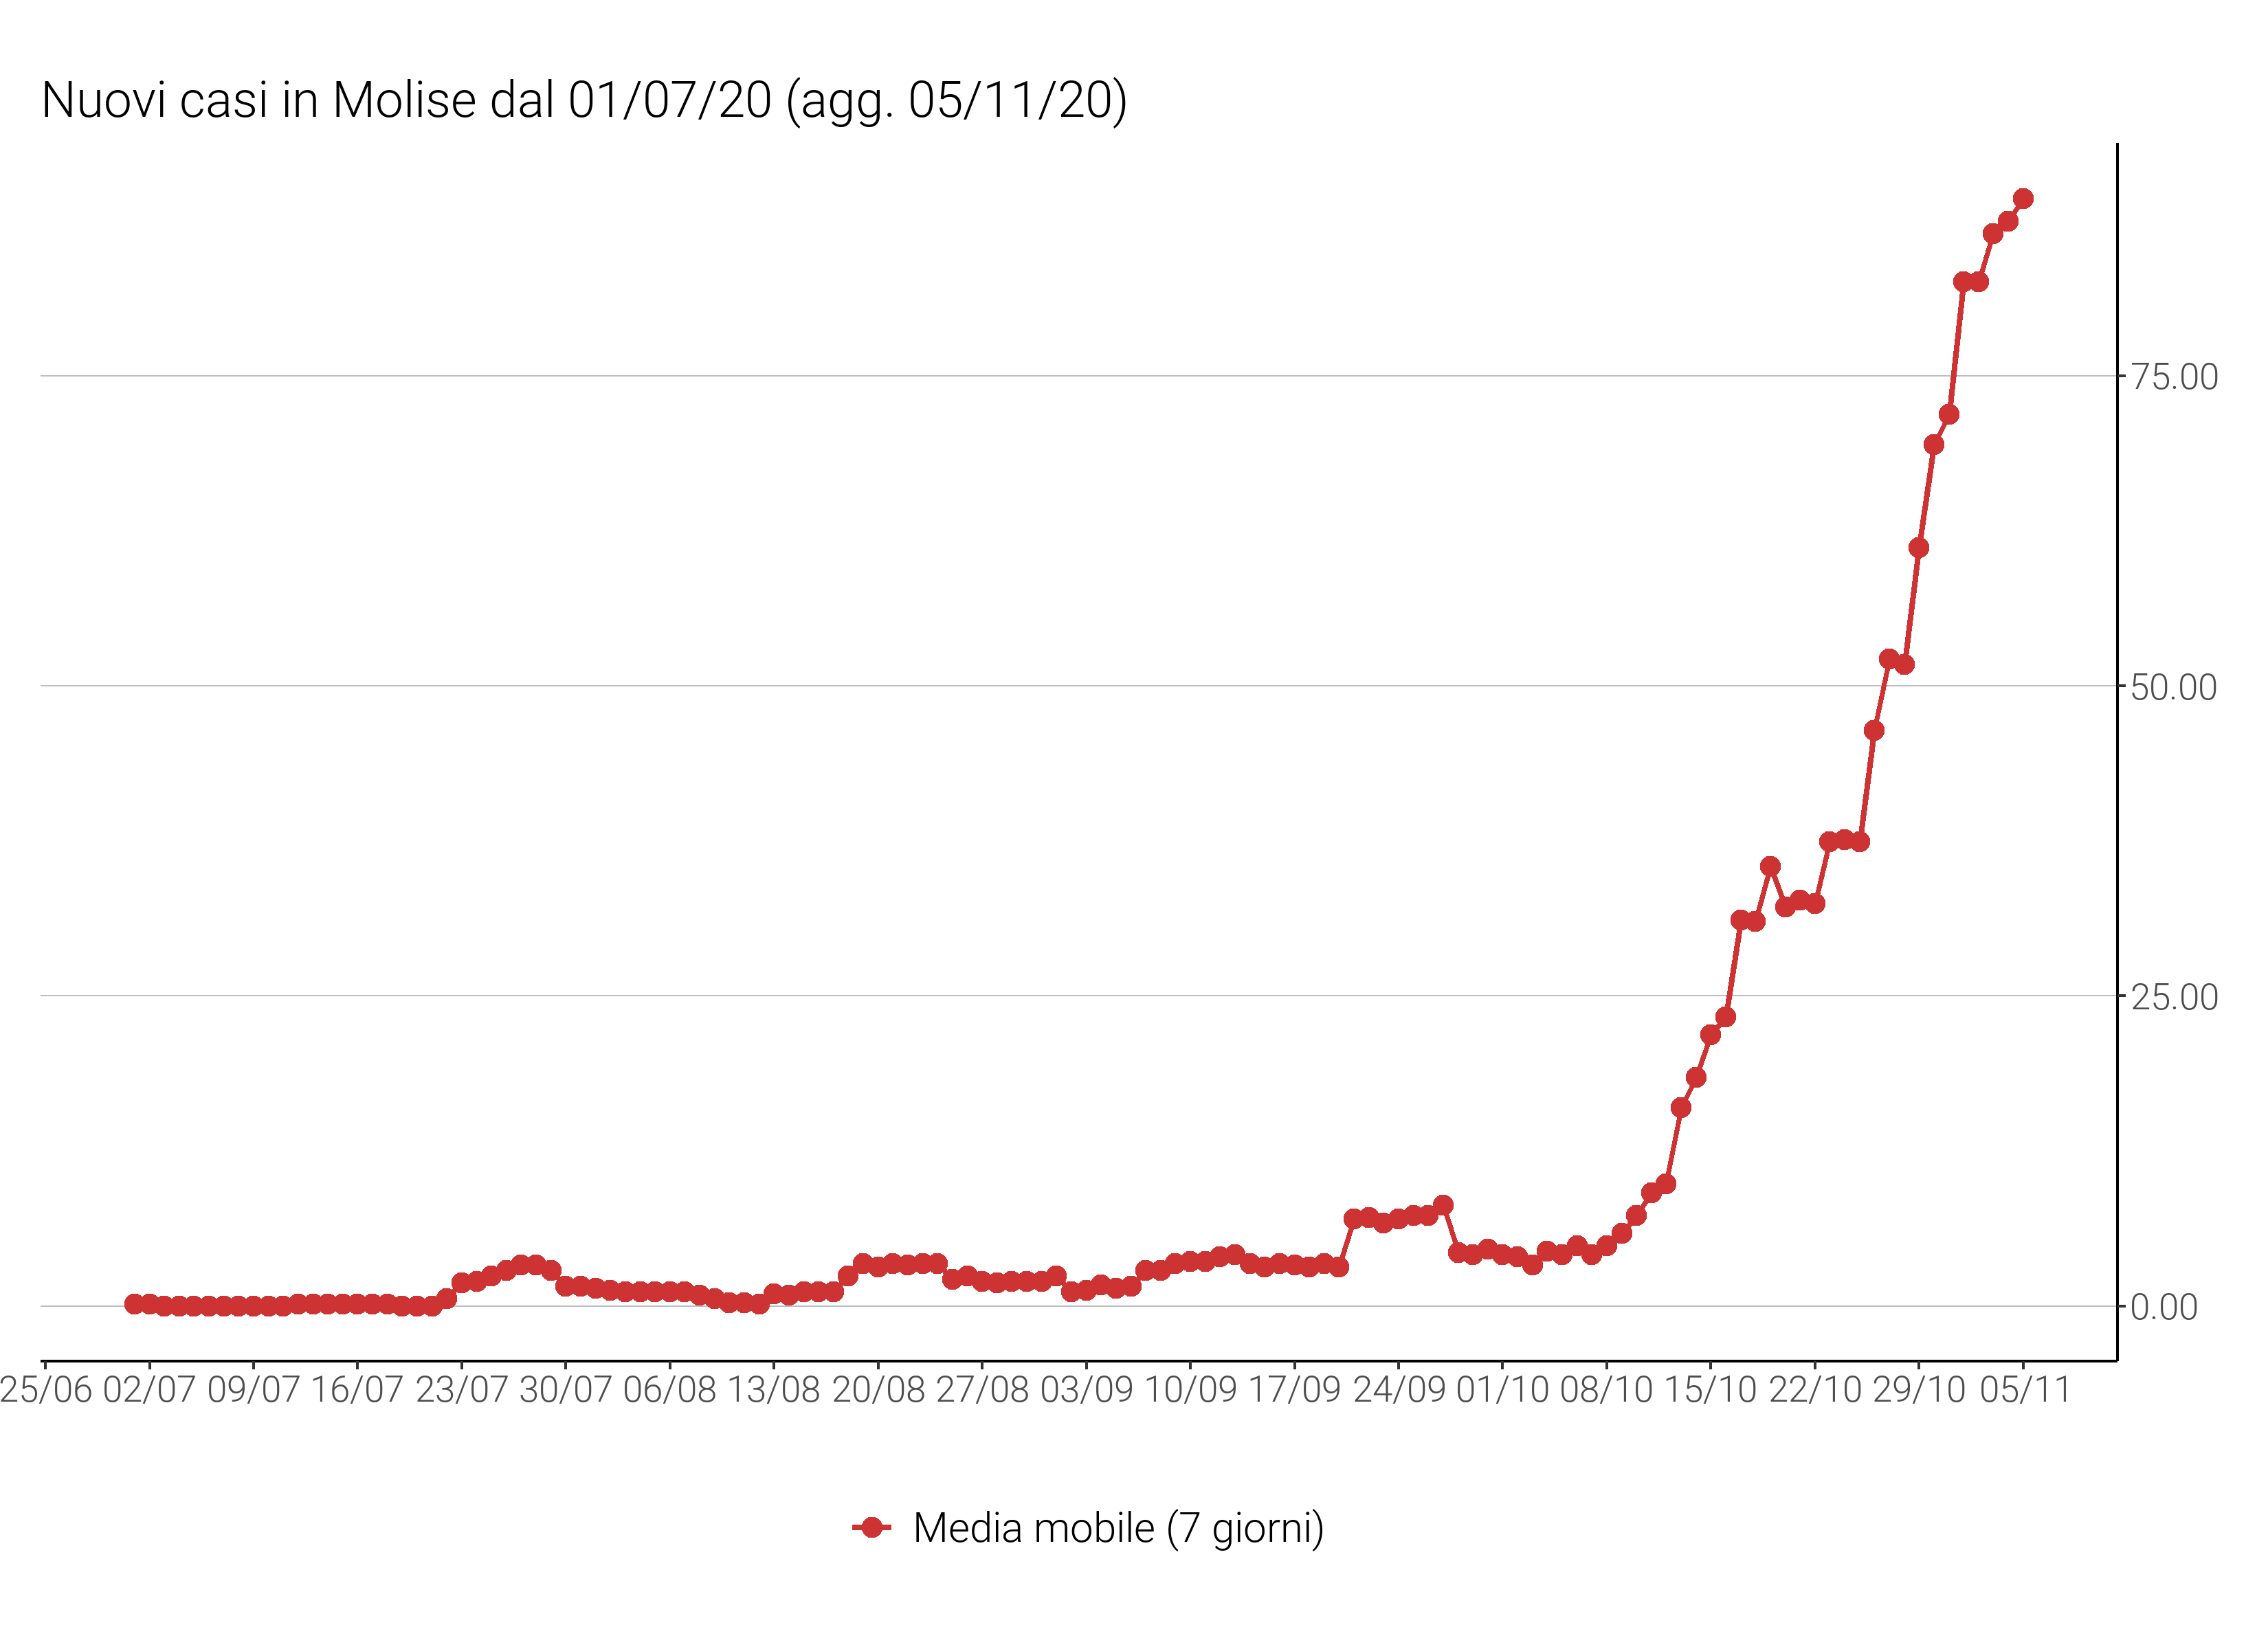 Nuovi casi in Molise dal 01/07/20 (agg. 05/11/20)
75.00
50.00
25.00
0.00
25/06 02/07 09/07 16/07 23/07 30/07 06/08 13/08 20/08 27/08 03/09 10/09 17/09 24/09 01/10 08/10 15/10 22/10 29/10 05/11
Media mobile (7 giorni)